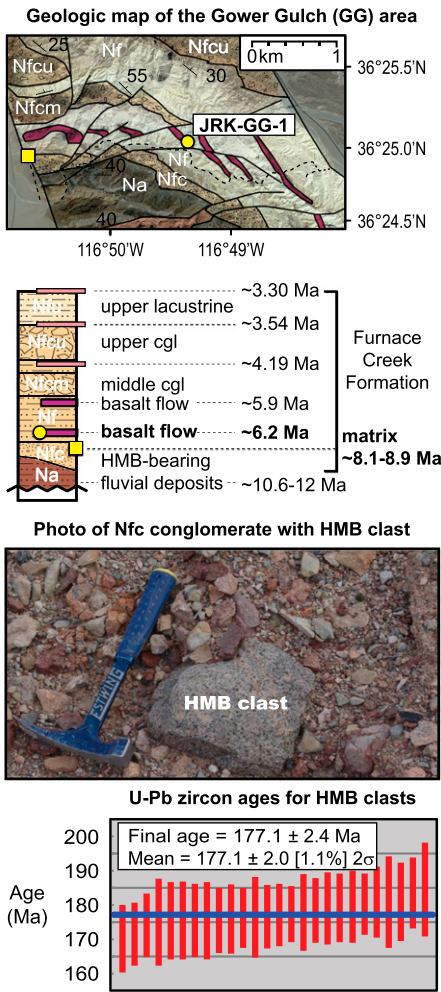 Geologic map of the Gower Gulch (GG) area
25
Nf
Nfcu
Nfcu
55
30
0km 1
36°25.5'N
Nfcm
JRK-GG-1
36°25.0'N
Nf
40
Nfc
Na
40
36°24.5'N
116°50'W
116°49'W
~3.30 Ma
upper lacustrine
~3.54 Ma
Nfcu
upper cgl
Furnace
Creek
Formation
~4.19 Ma
Nfcm
middle cgl
basalt flow
~5.9 Ma
Nf
basalt flow
~6.2 Ma
matrix
~8.1-8.9 Ma
Nfc
HMB-bearing
fluvial deposits
Na
~10.6-12 Ma
Photo of Nfc conglomerate with HMB clast
ESTWING
HMB clast
U-Pb zircon ages for HMB clasts
Final age = 177.1 ± 2.4 Ma
Mean = 177.1 ± 2.0 [1.1%] 2σ
Age
(Ma)
200
190
180
170
160